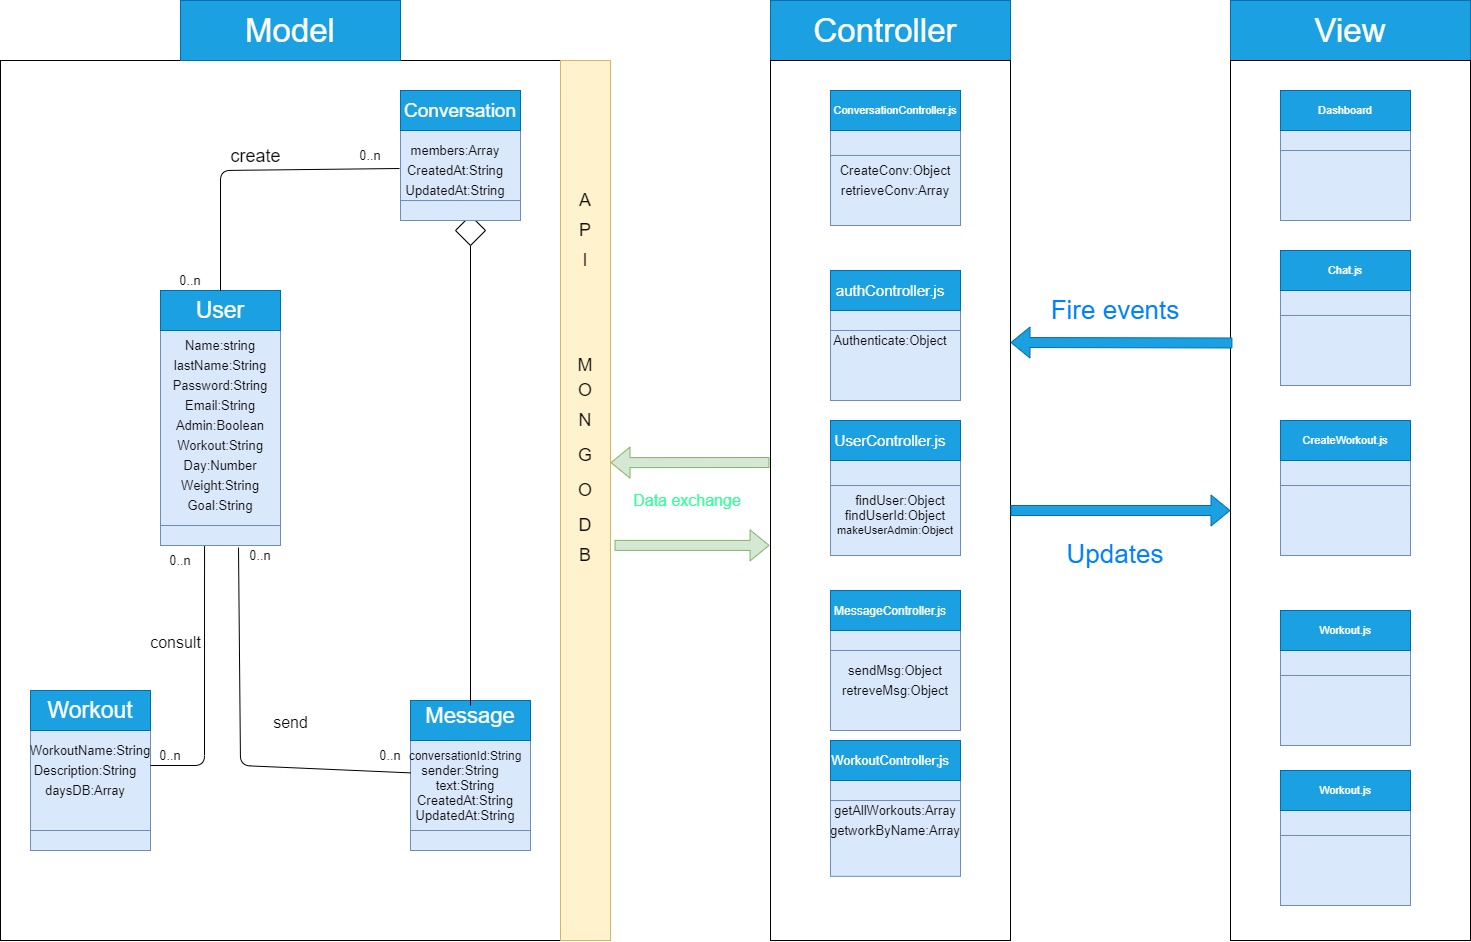 Model
Conversation
members:Array
CreatedAt:String
UpdatedAt:String
create
0..n
0..n
User
Name:string
lastName:String
Password:String
Email:String
Admin:Boolean
Workout:String
Day:Number
Weight:String
Goal:String
0..n
0..n
consult
send
Workout
WorkoutName:String
Description:String
daysDB:Array
0..n
0..n
Message
conversationId:String
sender:String
text:String
CreatedAt:String
UpdatedAt:String
A
P
I
M
O
N
G
O
D
B
Data exchange
Controller
ConversationController.js
CreateConv:Object
retrieveConv:Array
authController.js
Authenticate:Object
UserController.js
findUser:Object
findUserId:Object
makeUserAdmin:Object
MessageController.js
sendMsg:Object
retreveMsg:Object
WorkoutController;js
getAllWorkouts:Array
getworkByName:Array
Fire events
Updates
View
Dashboard
Chat.js
CreateWorkout.js
Workout.js
Workout.js